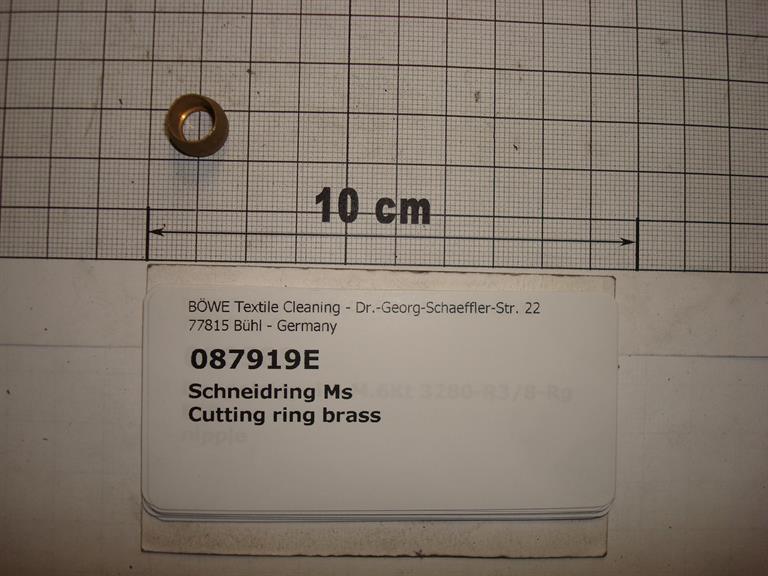 10 cm
BÖWE Textile Cleaning - Dr.-Georg-Schaeffler-Str. 22
77815 Bühl - Germany
087919E
Schneidring Ms
Cutting ring brass